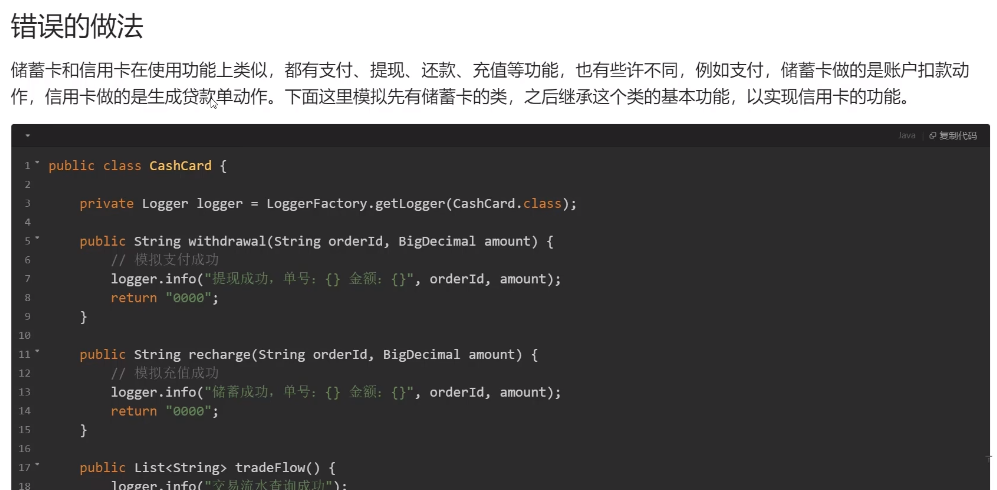 错误的做法
储蓄卡和信用卡在使用功能上类似，都有支付、提现、还款、充值等功能，也有些许不同，例如支付，储蓄卡做的是账户扣款动
作，信用卡做的是生成贷款单动作。下面这里模拟先有储蓄卡的类，之后继承这个类的基本功能，以实现信用卡的功能。
Java 复制代码
1 public class CashCard {
2
3 private Logger logger = LoggerFactory.getLogger(CashCard.class);
4
5 public String withdrawal(String orderId, BigDecimal amount) {
6 // 模拟支付成功
7 logger.info("提现成功，单号：{} 金额：{}", orderId, amount);
8 return "0000";
9 }
10
11 public String recharge(String orderId, BigDecimal amount) {
12 // 模拟充值成功
13 logger.info("储蓄成功，单号：{} 金额：{}", orderId, amount);
14 return "0000";
15 }
16
17 public List<String> tradeFlow() {
18 logger.info("交易流水查询成功");